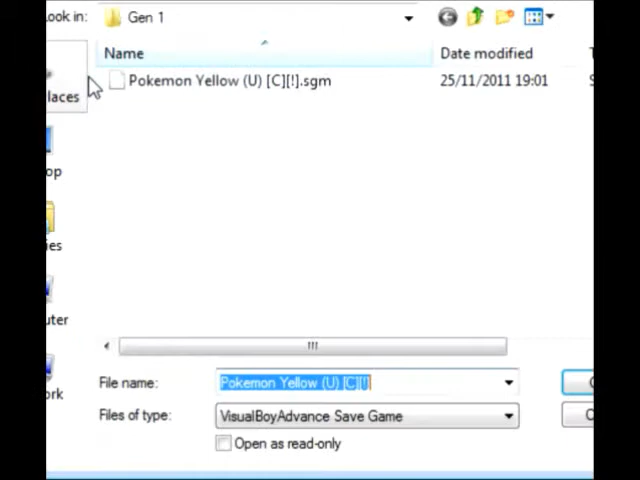 Look in:
Gen 1
Name
Date modified
Pokemon Yellow (U) [C][!].sgm
25/11/2011 19:01
laces
op
ies
uter
ork
File name:
Pokemon Yellow (U) [C][!]
Files of type:
VisualBoyAdvance Save Game
Open as read-only